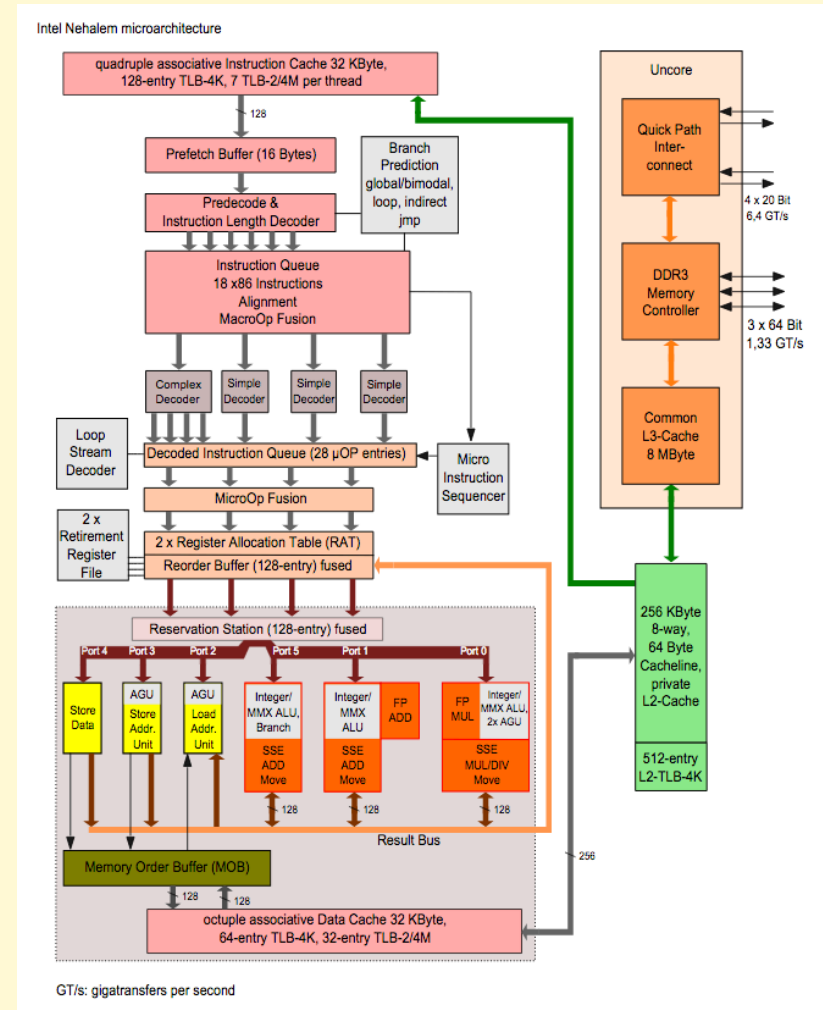 Intel Nehalem microarchitecture
quadruple associative Instruction Cache 32 KByte,
128-entry TLB-4K, 7 TLB-2/4M per thread
128
Prefetch Buffer (16 Bytes)
Predecode &
Instruction Length Decoder
Branch
Prediction
global/bimodal,
loop, indirect
jmp
Instruction Queue
18 x86 Instructions
Alignment
MacroOp Fusion
Complex
Decoder
Simple
Decoder
Simple
Decoder
Simple
Decoder
Loop
Stream
Decoder
Decoded Instruction Queue (28 µOP entries)
Micro
Instruction
Sequencer
MicroOp Fusion
2 x
Retirement
Register
File
2 x Register Allocation Table (RAT)
Reorder Buffer (128-entry) fused
Reservation Station (128-entry) fused
Port 4
Port 3
Port 2
Port 5
Port 1
Port 0
Store
Data
AGU
Store
Addr.
Unit
AGU
Load
Addr.
Unit
Integer/
MMX ALU,
Branch
SSE
ADD
Move
Integer/
MMX
ALU
FP
ADD
SSE
ADD
Move
FP
MUL
Integer/
MMX ALU,
2x AGU
SSE
MUL/DIV
Move
128
128
128
Result Bus
Memory Order Buffer (MOB)
128
128
octuple associative Data Cache 32 KByte,
64-entry TLB-4K, 32-entry TLB-2/4M
256
Uncore
Quick Path
Inter-
connect
4 x 20 Bit
6,4 GT/s
DDR3
Memory
Controller
3 x 64 Bit
1,33 GT/s
Common
L3-Cache
8 MByte
256 KByte
8-way,
64 Byte
Cacheline,
private
L2-Cache
512-entry
L2-TLB-4K
GT/s: gigatransfers per second